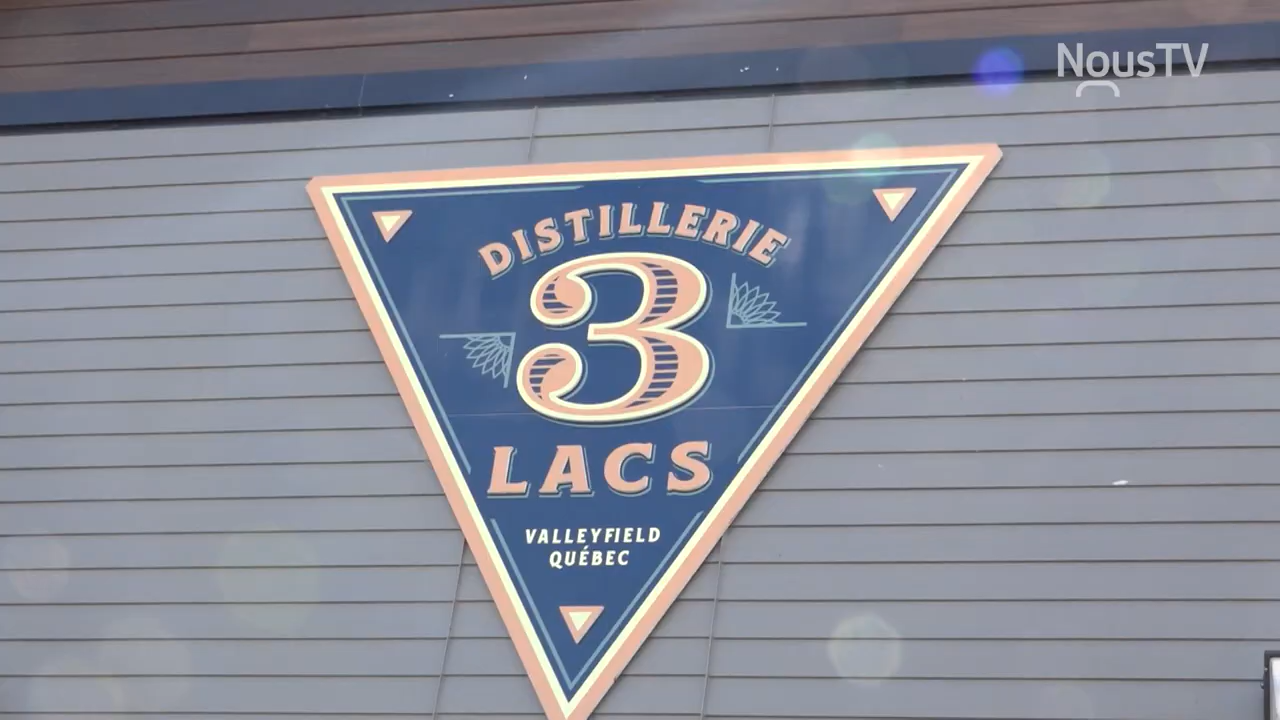 NousTV
DISTILLERIE
3
LACS
VALLEYFIELD
QUÉBEC